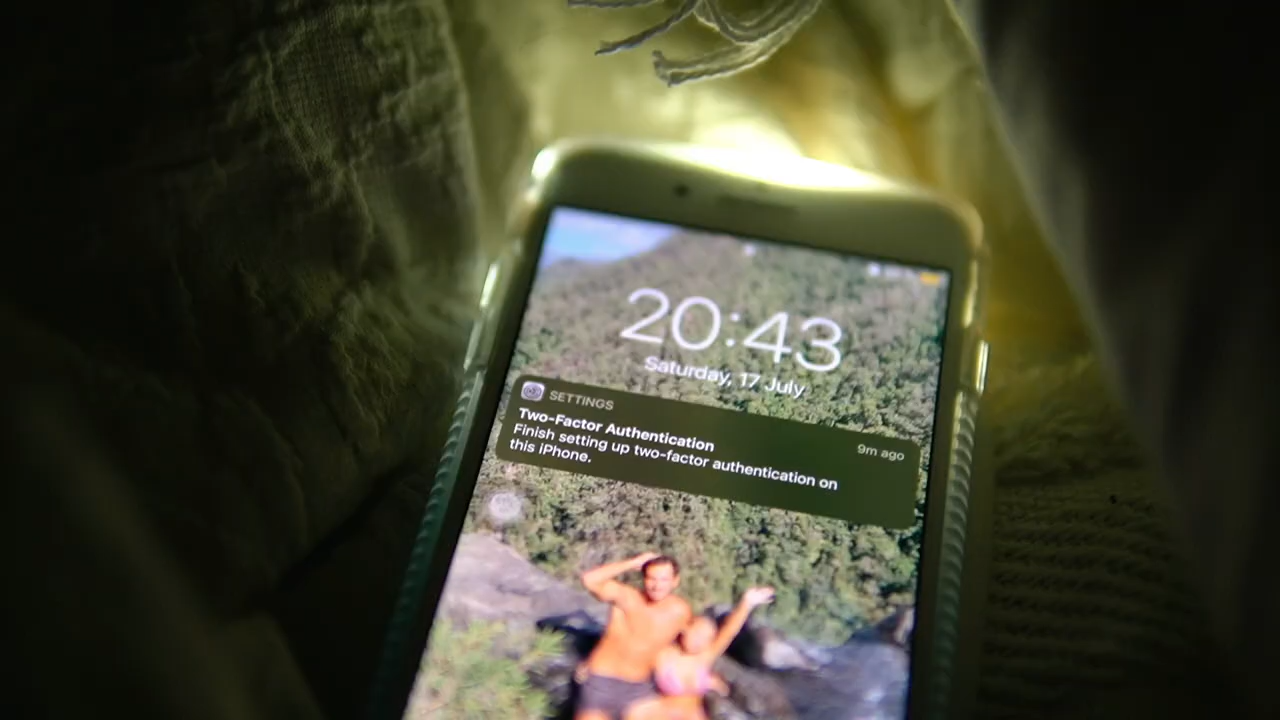 20:43
Saturday, 17 July
SETTINGS
9m ago
Two-Factor Authentication
Finish setting up two-factor authentication on
this iPhone.